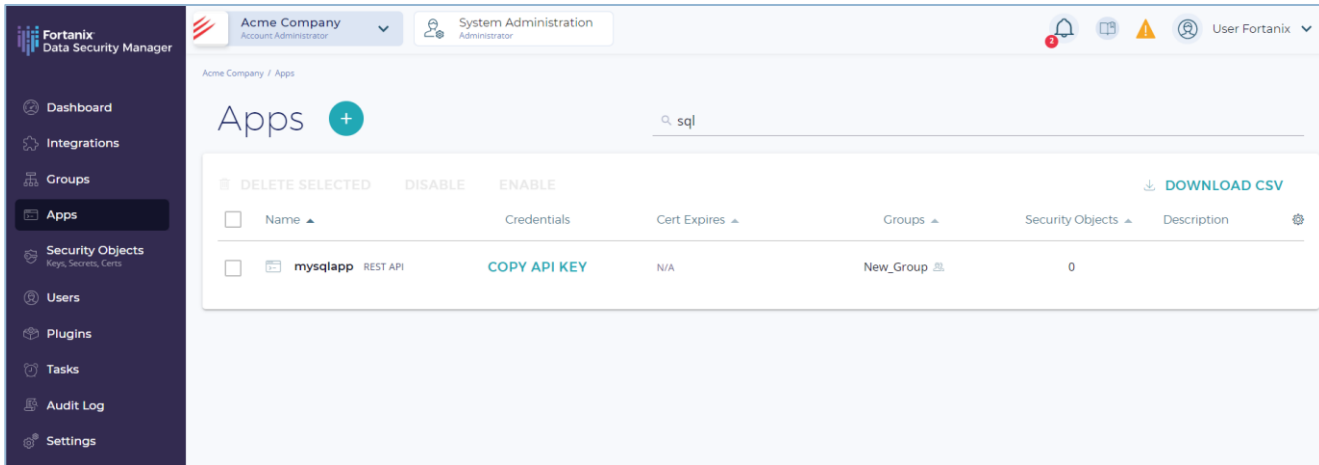 Fortanix
Data Security Manager
Acme Company
Account Administrator
System Administration
Administrator
2
User Fortanix
Acme Company / Apps
Dashboard
Integrations
Groups
Apps
Security Objects
Keys, Secrets, Certs
Users
Plugins
Tasks
Audit Log
Settings
Apps +
sql
DELETE SELECTED DISABLE ENABLE
DOWNLOAD CSV
Name Credentials Cert Expires Groups Security Objects Description
mysqlapp REST API COPY API KEY N/A New_Group 0